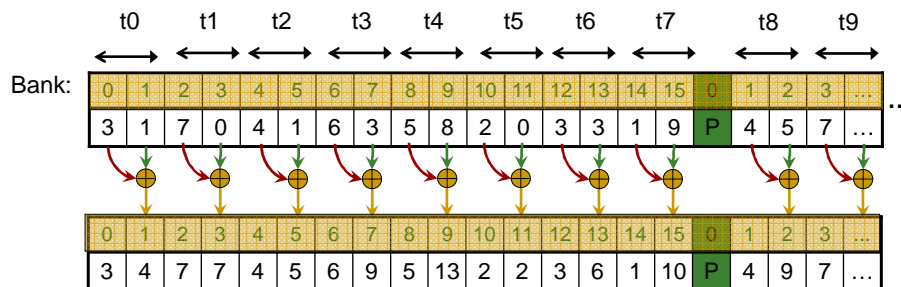 t0 t1 t2 t3 t4 t5 t6 t7 t8 t9
Bank: 0 1 2 3 4 5 6 7 8 9 10 11 12 13 14 15 0 1 2 3 ...
3 1 7 0 4 1 6 3 5 8 2 0 3 3 1 9 P 4 5 7 ...
0 1 2 3 4 5 6 7 8 9 10 11 12 13 14 15 0 1 2 3 ...
3 4 7 7 4 5 6 9 5 13 2 2 3 6 1 10 P 4 9 7 ...